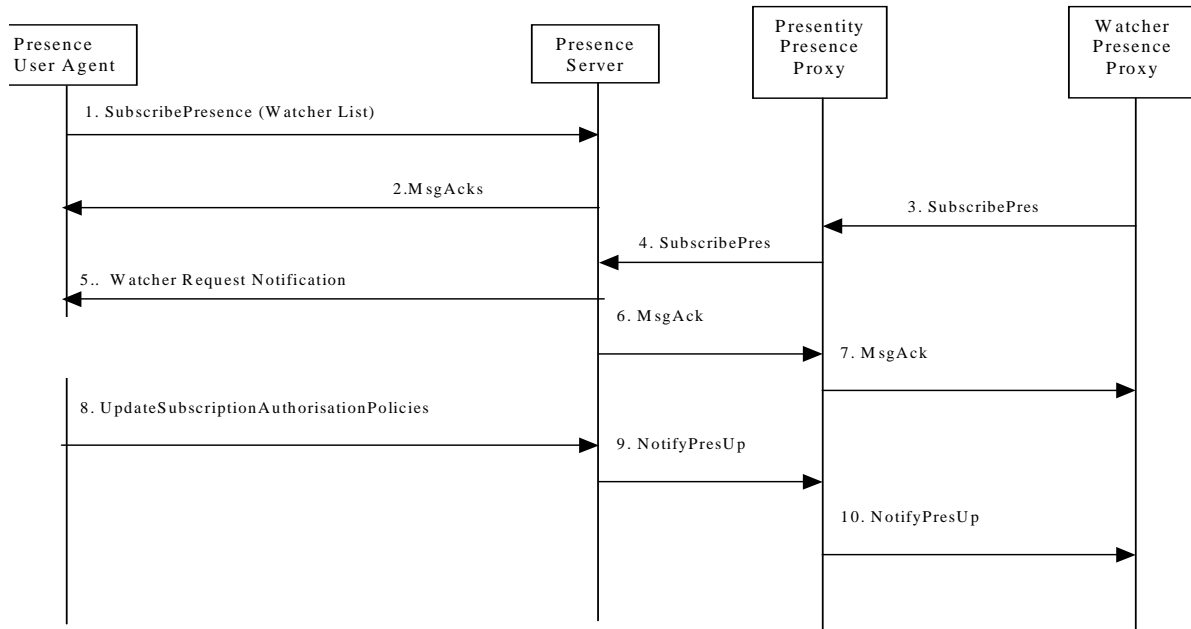 Presence
User Agent
Presence
Server
Presentity
Presence
Proxy
Watcher
Presence
Proxy
1. SubscribePresence (Watcher List)
2.MsgAcks
3. SubscribePres
4. SubscribePres
5.. Watcher Request Notification
6. MsgAck
7. MsgAck
8. UpdateSubscriptionAuthorisationPolicies
9. NotifyPresUp
10. NotifyPresUp